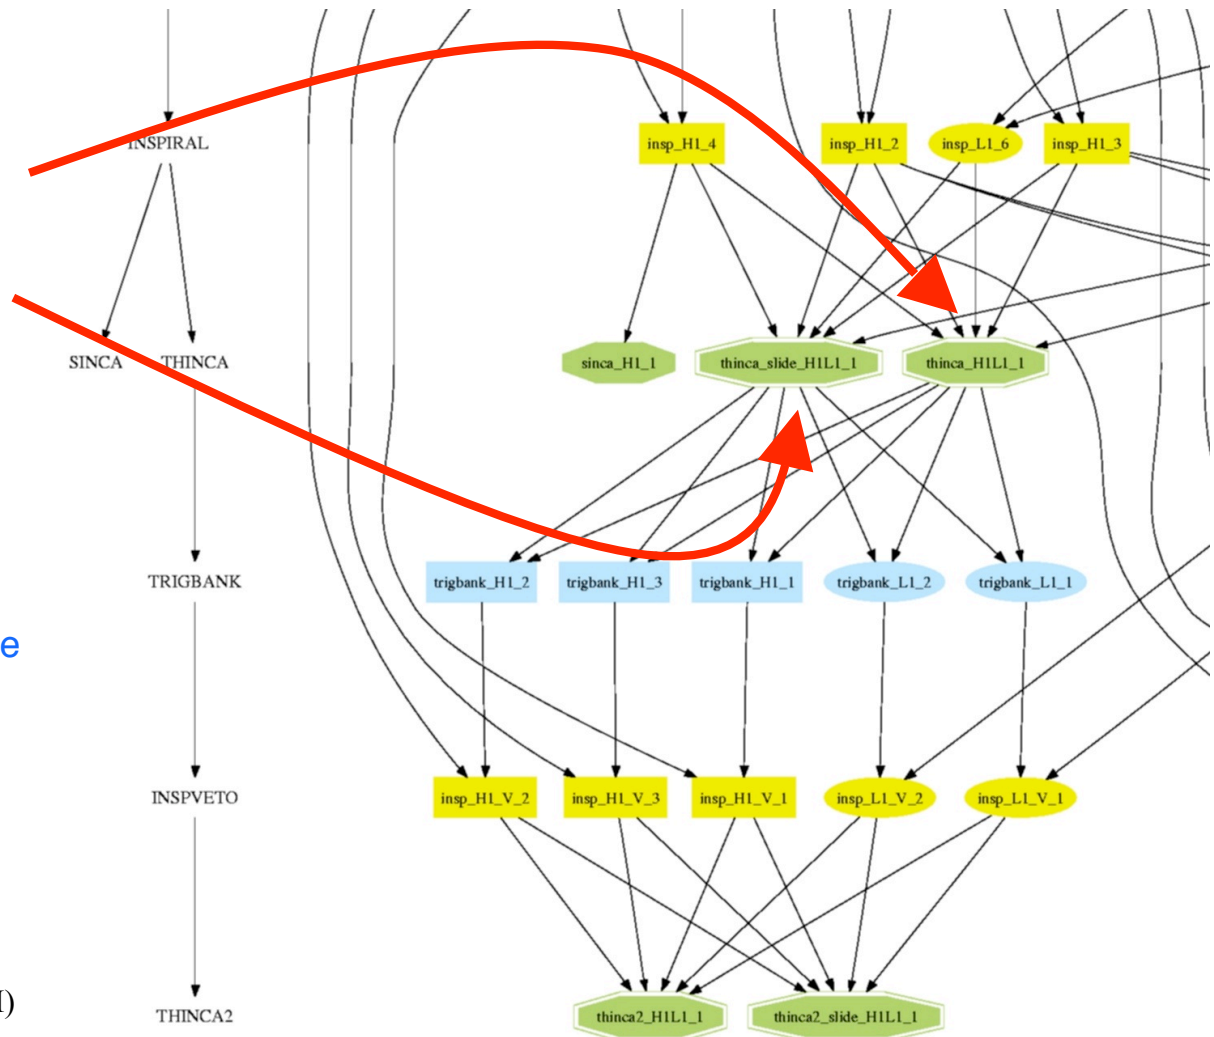 INSPIRAL
insp_H1_4
insp_H1_2
insp_L1_6
insp_H1_3
SINCA
THINCA
sinca_H1_1
thinca_slide_H1L1_1
thinca_H1L1_1
TRIGBANK
trigbank_H1_2
trigbank_H1_3
trigbank_H1_1
trigbank_L1_2
trigbank_L1_1
e
INSPVETO
insp_H1_V_2
insp_H1_V_3
insp_H1_V_1
insp_L1_V_2
insp_L1_V_1
)
THINCA2
thinca2_H1L1_1
thinca2_slide_H1L1_1